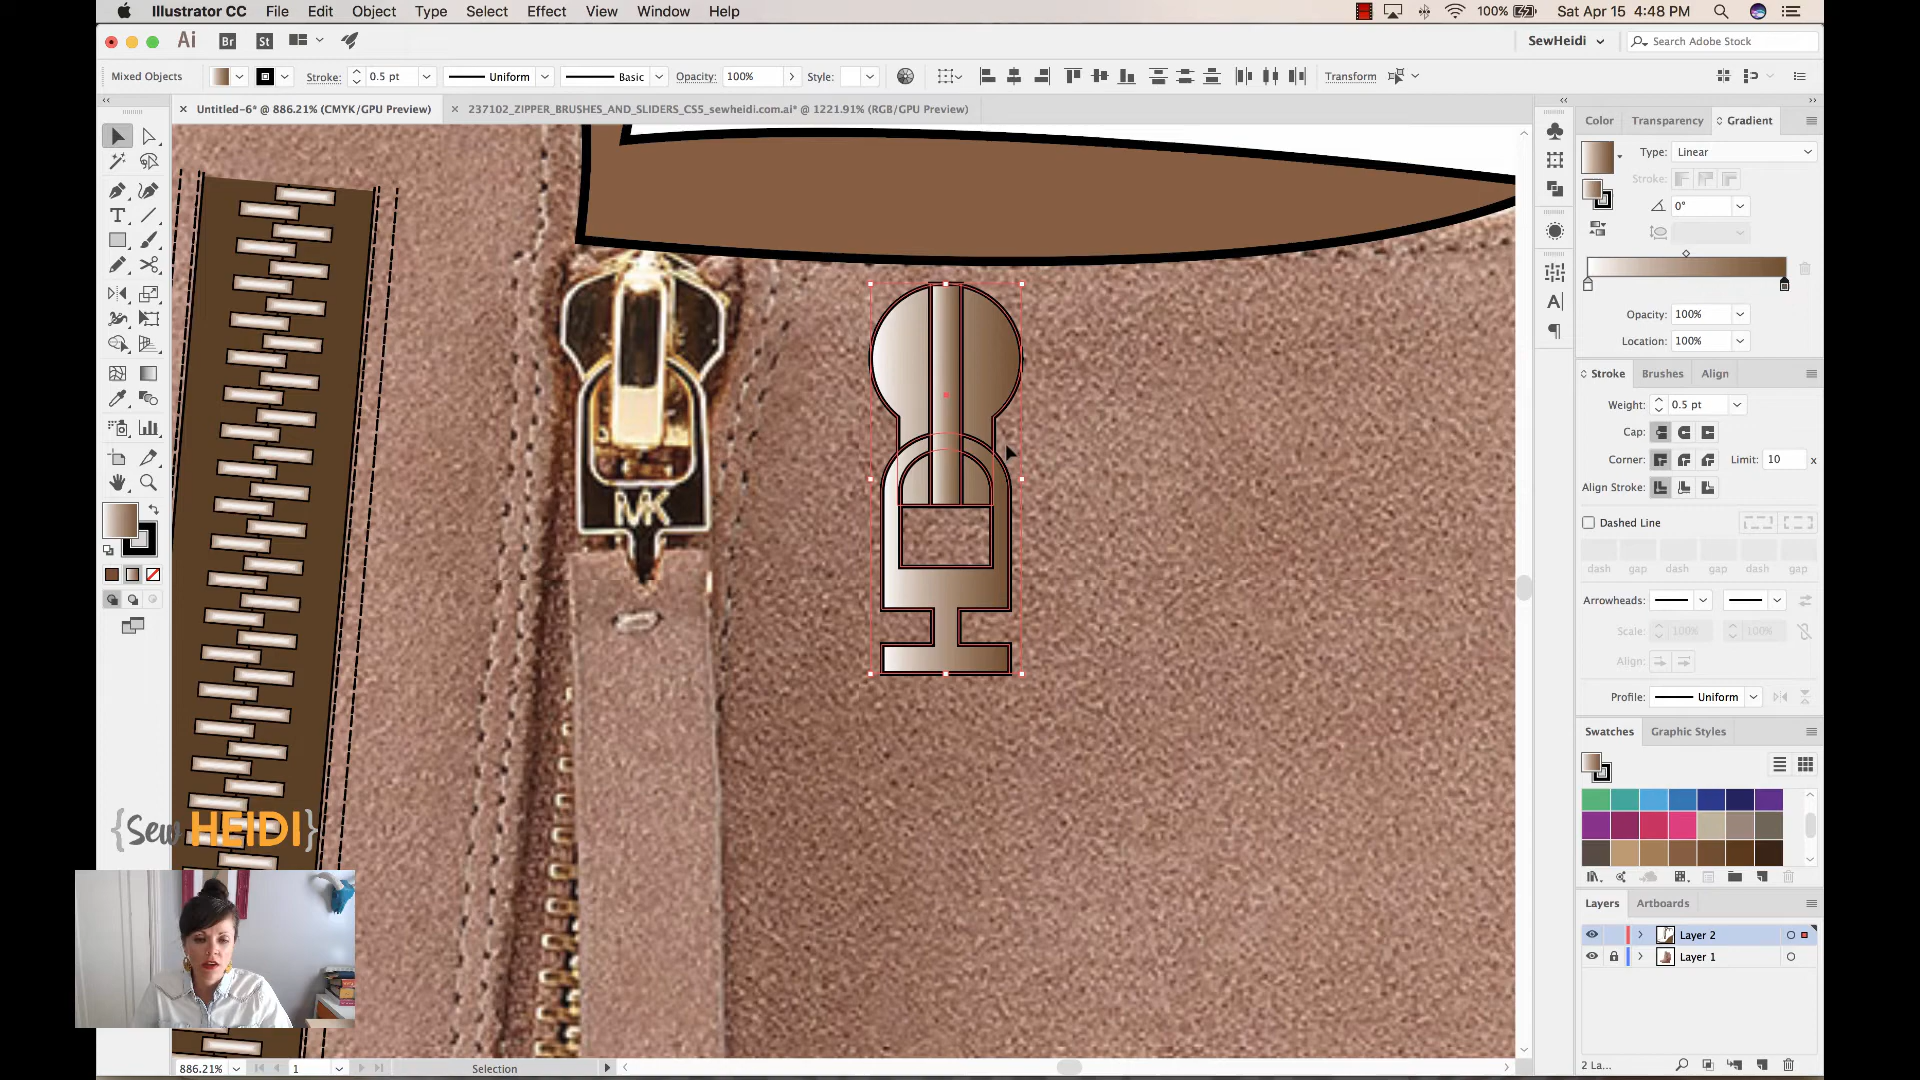 Illustrator CC File Edit Object Type Select Effect View Window Help
100% Sat Apr 15 4:48 PM
Ai Br St SewHeidi Search Adobe Stock
Mixed Objects Stroke: 0.5 pt Uniform Basic Opacity: 100% Style: Transform
Untitled-6* @ 886.21% (CMYK/GPU Preview) 237102_ZIPPER_BRUSHES_AND_SLIDERS_CS5_sewheidi.com.ai* @ 1221.91% (RGB/GPU Preview)
Color Transparency Gradient
Type: Linear
Stroke:
0°
Opacity: 100%
Location: 100%
Stroke Brushes Align
Weight: 0.5 pt
Cap:
Corner: Limit: 10 x
Align Stroke:
Dashed Line
dash gap dash gap dash gap
Arrowheads:
Scale: 100% 100%
Align:
Profile: Uniform
Swatches Graphic Styles
Layers Artboards
Layer 2
Layer 1
2 La...
MK
{Sew HEIDI}
886.21% 1 Selection